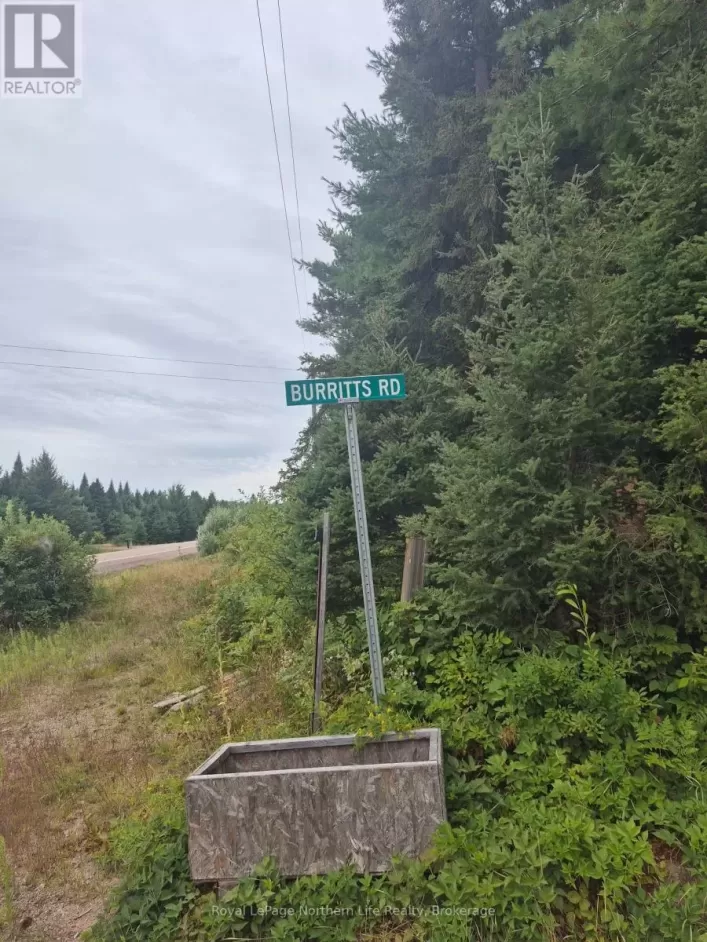 R
REALTOR®
BURRITTS RD
Royal LePage Northern Life Realty, Brokerage